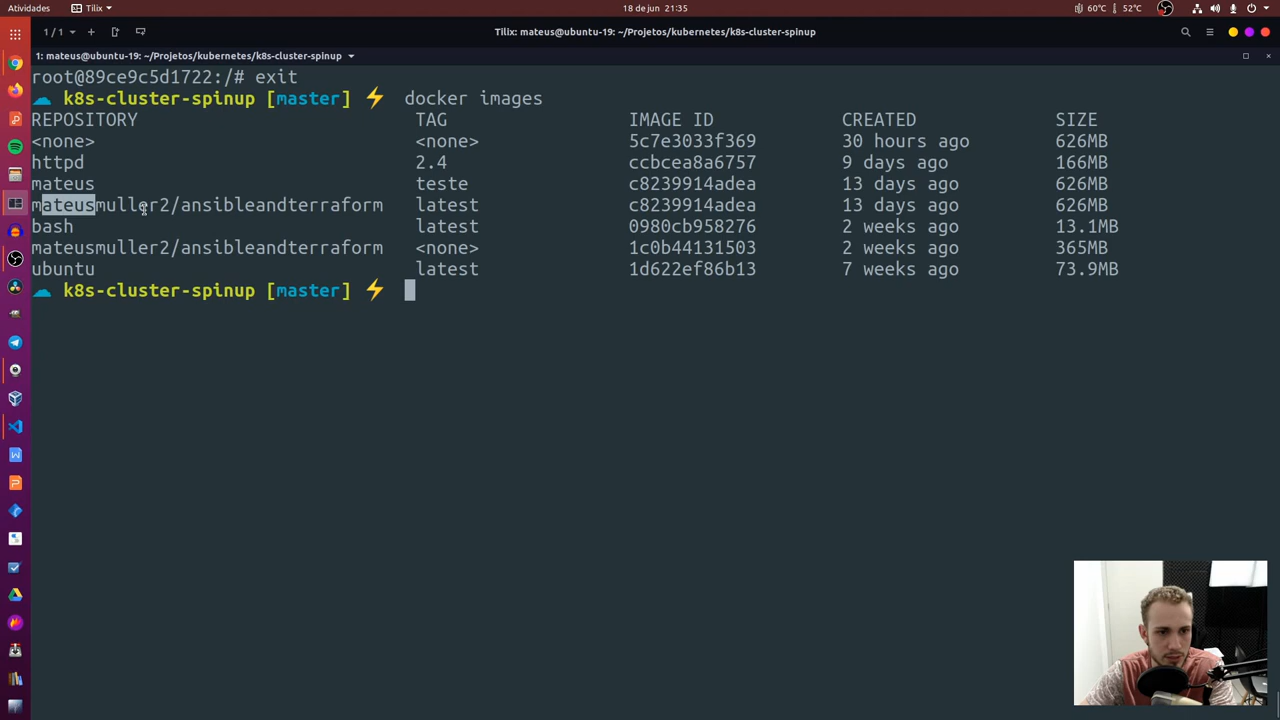 Atividades Tilix 18 de jun 21:35 60°C 52°C
1 / 1 Tilix: mateus@ubuntu-19: ~/Projetos/kubernetes/k8s-cluster-spinup
1: mateus@ubuntu-19: ~/Projetos/kubernetes/k8s-cluster-spinup
root@89ce9c5d1722:/# exit
k8s-cluster-spinup [master] ⚡ docker images
REPOSITORY TAG IMAGE ID CREATED SIZE
<none> <none> 5c7e3033f369 30 hours ago 626MB
httpd 2.4 ccbcea8a6757 9 days ago 166MB
mateus teste c8239914adea 13 days ago 626MB
mateusmuller2/ansibleandterraform latest c8239914adea 13 days ago 626MB
bash latest 0980cb958276 2 weeks ago 13.1MB
mateusmuller2/ansibleandterraform <none> 1c0b44131503 2 weeks ago 365MB
ubuntu latest 1d622ef86b13 7 weeks ago 73.9MB
k8s-cluster-spinup [master] ⚡